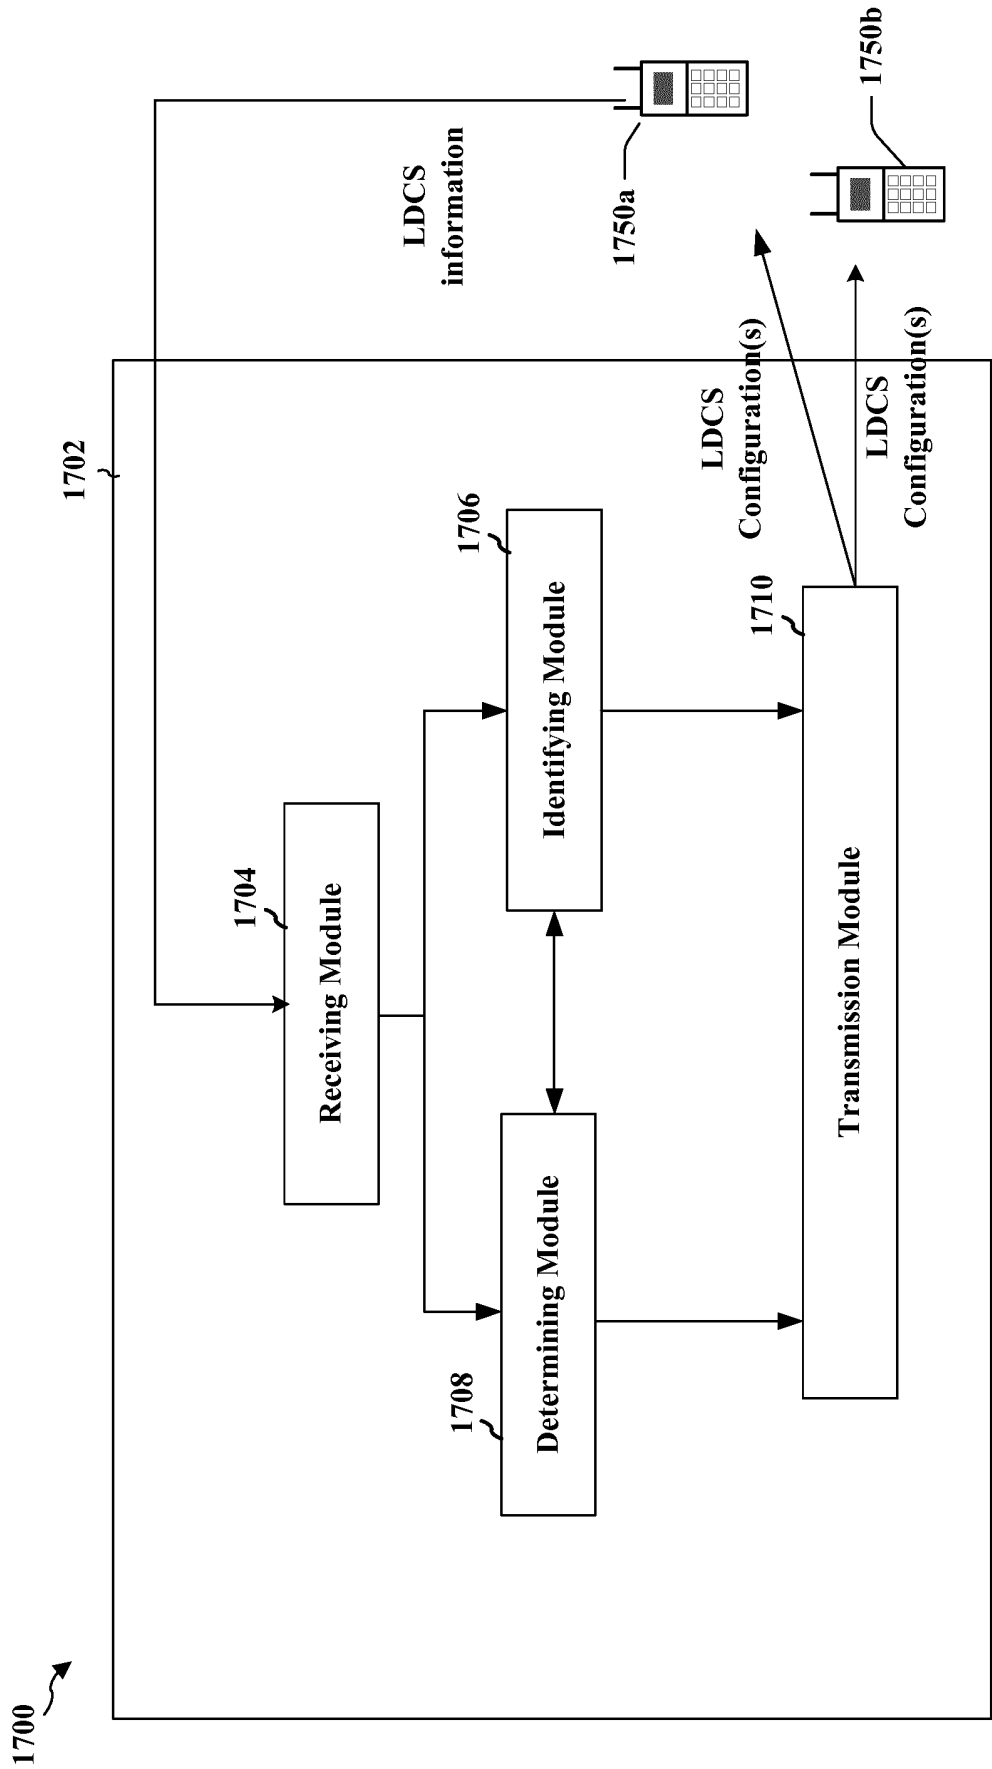 1700
1702
1704
Receiving Module
1708
Determining Module
1706
Identifying Module
1710
Transmission Module
LDCS
information
1750a
LDCS
Configuration(s)
LDCS
Configuration(s)
1750b